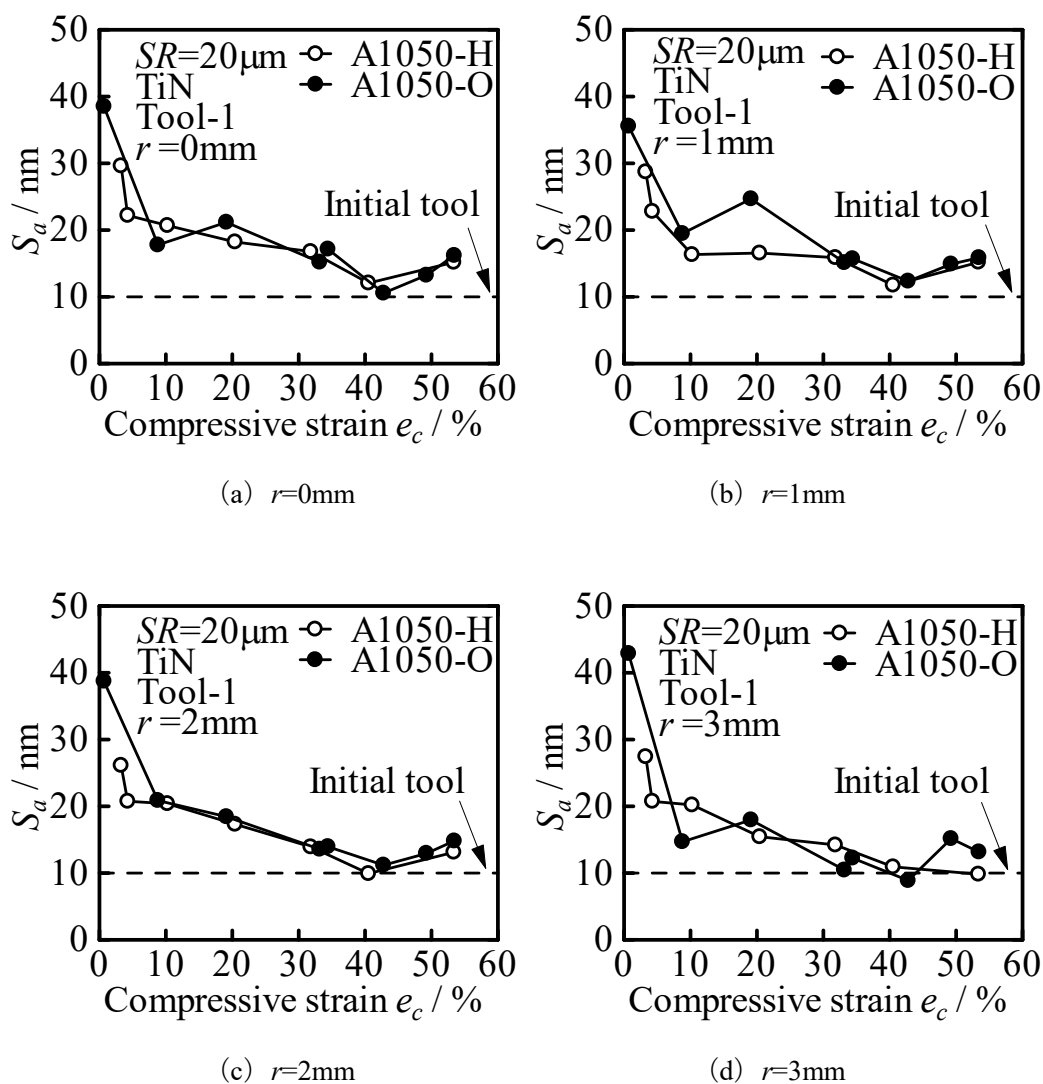 50
40
30
20
10
0
S_a / nm
SR=20μm
TiN
Tool-1
r =0mm
A1050-H
A1050-O
Initial tool
0 10 20 30 40 50 60
Compressive strain e_c / %
(a) r=0mm
50
40
30
20
10
0
S_a / nm
SR=20μm
TiN
Tool-1
r =1mm
A1050-H
A1050-O
Initial tool
0 10 20 30 40 50 60
Compressive strain e_c / %
(b) r=1mm
50
40
30
20
10
0
S_a / nm
SR=20μm
TiN
Tool-1
r =2mm
A1050-H
A1050-O
Initial tool
0 10 20 30 40 50 60
Compressive strain e_c / %
(c) r=2mm
50
40
30
20
10
0
S_a / nm
SR=20μm
TiN
Tool-1
r =3mm
A1050-H
A1050-O
Initial tool
0 10 20 30 40 50 60
Compressive strain e_c / %
(d) r=3mm